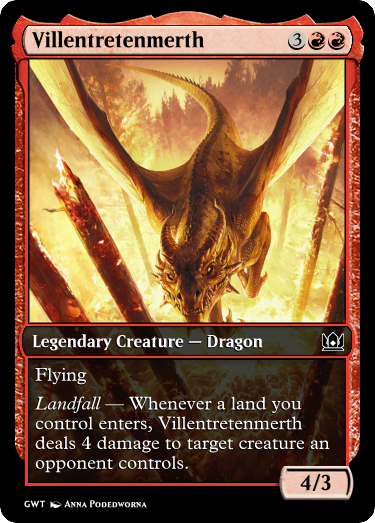 Villentretenmerth 3
Legendary Creature — Dragon
Flying
Landfall — Whenever a land you
control enters, Villentretenmerth
deals 4 damage to target creature an
opponent controls.
4/3
GWT Anna Podedworna